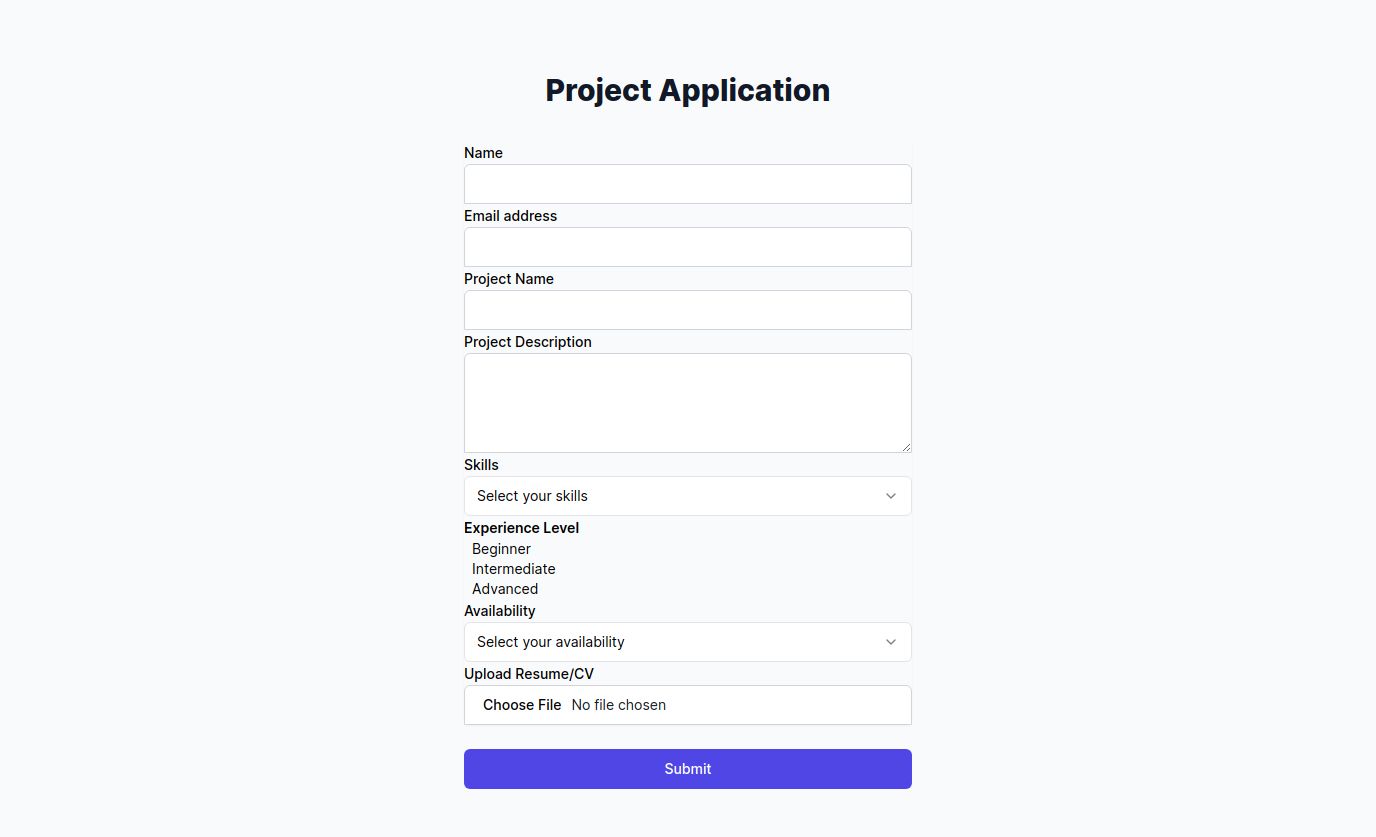 Project Application
Name
Email address
Project Name
Project Description
Skills
Select your skills
Experience Level
Beginner
Intermediate
Advanced
Availability
Select your availability
Upload Resume/CV
Choose File No file chosen
Submit